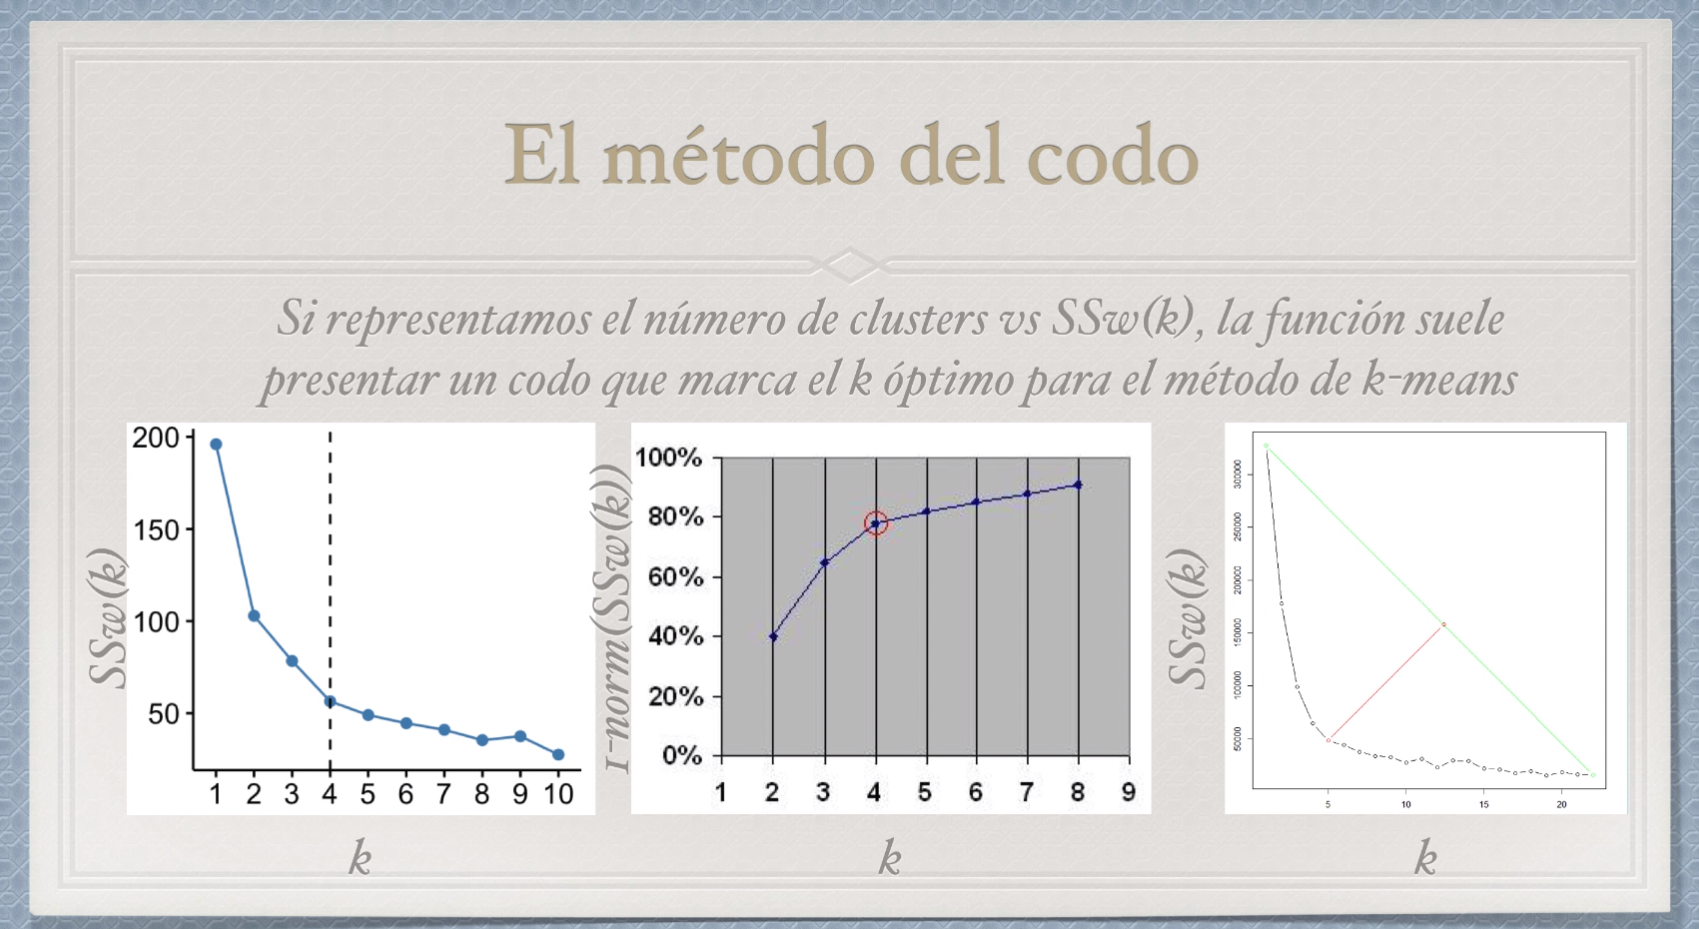 El método del codo
Si representamos el número de clusters vs SSw(k), la función suele
presentar un codo que marca el k óptimo para el método de k-means
SSw(k)
200
150
100
50
1 2 3 4 5 6 7 8 9 10
k
1-norm(SSw(k))
100%
80%
60%
40%
20%
0%
1 2 3 4 5 6 7 8 9
k
SSw(k)
300000
250000
200000
150000
100000
50000
5 10 15 20
k